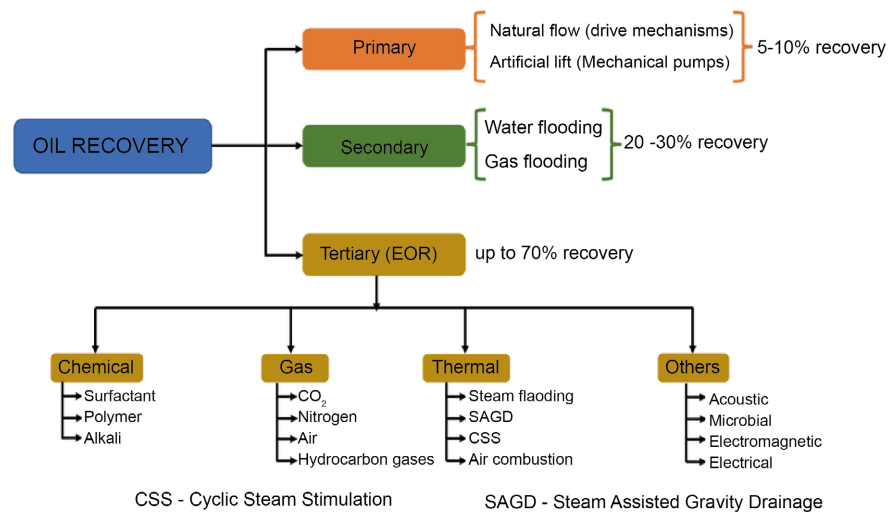 Primary
Natural flow (drive mechanisms)
Artificial lift (Mechanical pumps)
5-10% recovery
OIL RECOVERY
Secondary
Water flooding
Gas flooding
20 -30% recovery
Tertiary (EOR)
up to 70% recovery
Chemical
Surfactant
Polymer
Alkali
Gas
CO₂
Nitrogen
Air
Hydrocarbon gases
Thermal
Steam flaoding
SAGD
CSS
Air combustion
Others
Acoustic
Microbial
Electromagnetic
Electrical
CSS - Cyclic Steam Stimulation
SAGD - Steam Assisted Gravity Drainage